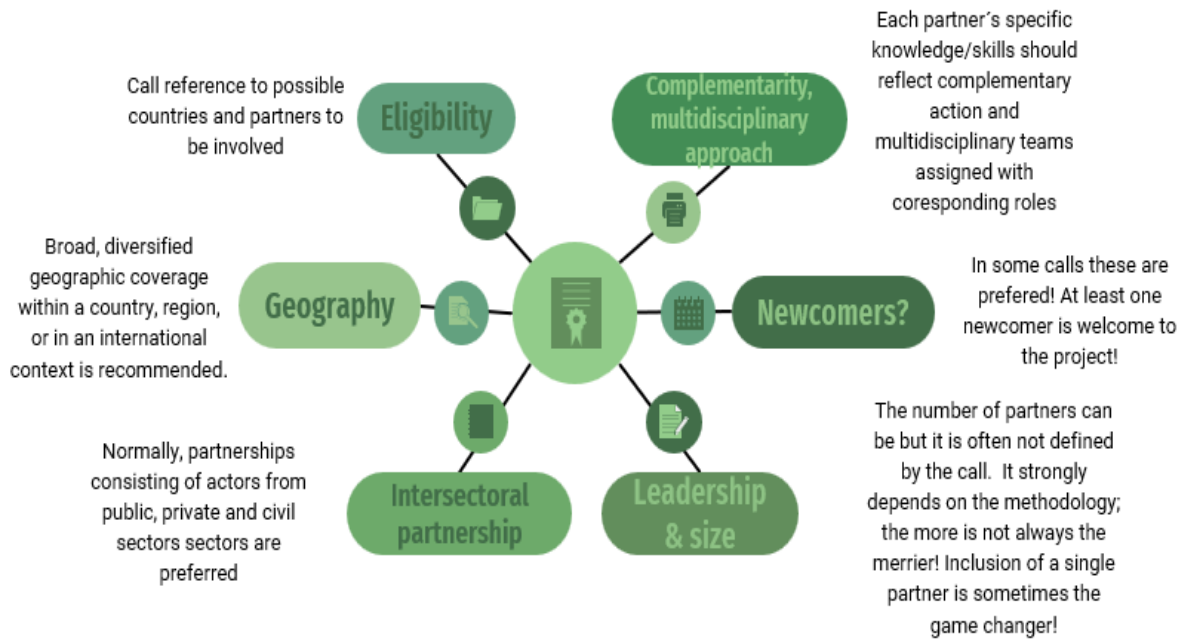 Call reference to possible
countries and partners to
be involved
Eligibility
Complementarity,
multidisciplinary
approach
Each partner´s specific
knowledge/skills should
reflect complementary
action and
multidisciplinary teams
assigned with
coresponding roles
Broad, diversified
geographic coverage
within a country, region,
or in an international
context is recommended.
Geography
Newcomers?
In some calls these are
prefered! At least one
newcomer is welcome to
the project!
Normally, partnerships
consisting of actors from
public, private and civil
sectors sectors are
preferred
Intersectoral
partnership
Leadership
& size
The number of partners can
be but it is often not defined
by the call.  It strongly
depends on the methodology;
the more is not always the
merrier! Inclusion of a single
partner is sometimes the
game changer!